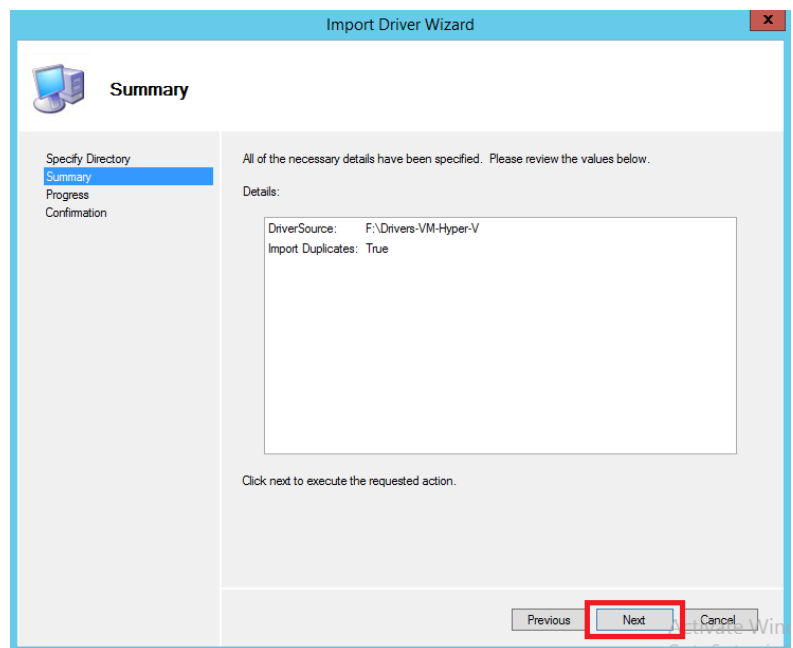 Import Driver Wizard
x
Summary
Specify Directory
Summary
Progress
Confirmation
All of the necessary details have been specified. Please review the values below.
Details:
DriverSource: F:\Drivers-VM-Hyper-V
Import Duplicates: True
Click next to execute the requested action.
Previous
Next
Cancel
Activate Win